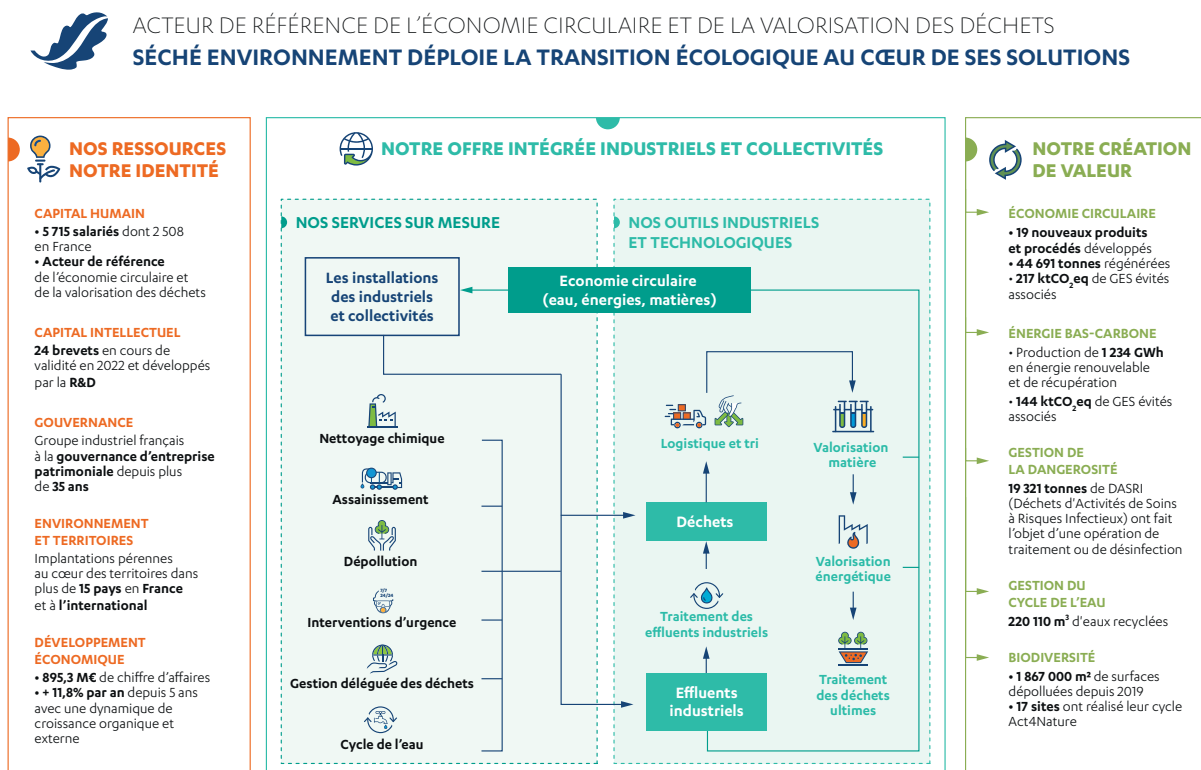 ACTEUR DE RÉFÉRENCE DE L'ÉCONOMIE CIRCULAIRE ET DE LA VALORISATION DES DÉCHETS
SÉCHÉ ENVIRONNEMENT DÉPLOIE LA TRANSITION ÉCOLOGIQUE AU CŒUR DE SES SOLUTIONS
NOS RESSOURCES
NOTRE IDENTITÉ
CAPITAL HUMAIN
• 5 715 salariés dont 2 508
en France
• Acteur de référence
de l'économie circulaire et
de la valorisation des déchets
CAPITAL INTELLECTUEL
24 brevets en cours de
validité en 2022 et développés
par la R&D
GOUVERNANCE
Groupe industriel français
à la gouvernance d'entreprise
patrimoniale depuis plus
de 35 ans
ENVIRONNEMENT
ET TERRITOIRES
Implantations pérennes
au cœur des territoires dans
plus de 15 pays en France
et à l'international
DÉVELOPPEMENT
ÉCONOMIQUE
• 895,3 M€ de chiffre d'affaires
• + 11,8% par an depuis 5 ans
avec une dynamique de
croissance organique et
externe
NOTRE OFFRE INTÉGRÉE INDUSTRIELS ET COLLECTIVITÉS
NOS SERVICES SUR MESURE
Les installations
des industriels
et collectivités
Nettoyage chimique
Assainissement
Dépollution
7/7
24/24
Interventions d'urgence
Gestion déléguée des déchets
Cycle de l'eau
NOS OUTILS INDUSTRIELS
ET TECHNOLOGIQUES
Economie circulaire
(eau, énergies, matières)
Logistique et tri
Déchets
Traitement des
effluents industriels
Effluents
industriels
Valorisation
matière
Valorisation
énergétique
Traitement
des déchets
ultimes
NOTRE CRÉATION
DE VALEUR
ÉCONOMIE CIRCULAIRE
• 19 nouveaux produits
et procédés développés
• 44 691 tonnes régénérées
• 217 ktCO₂eq de GES évités
associés
ÉNERGIE BAS-CARBONE
• Production de 1 234 GWh
en énergie renouvelable
et de récupération
• 144 ktCO₂eq de GES évités
associés
GESTION DE
LA DANGEROSITÉ
19 321 tonnes de DASRI
(Déchets d'Activités de Soins
à Risques Infectieux) ont fait
l'objet d'une opération de
traitement ou de désinfection
GESTION DU
CYCLE DE L'EAU
220 110 m³ d'eaux recyclées
BIODIVERSITÉ
• 1 867 000 m² de surfaces
dépolluées depuis 2019
• 17 sites ont réalisé leur cycle
Act4Nature